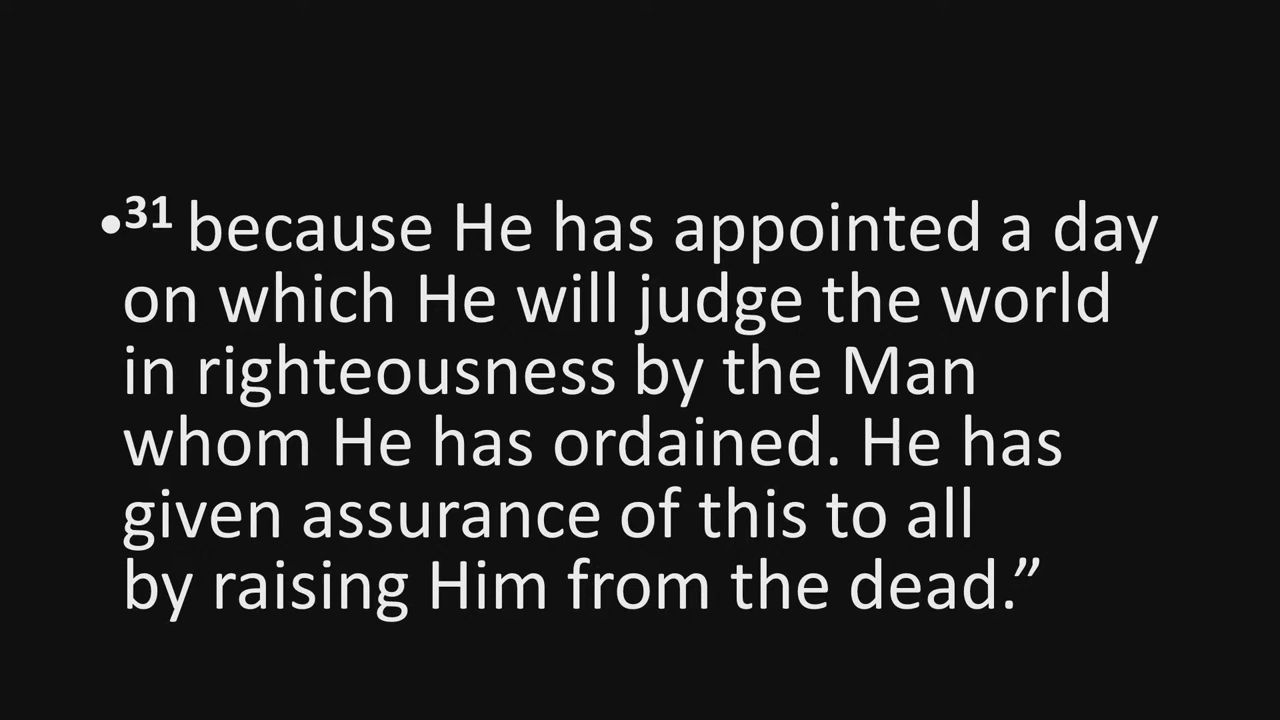 •³¹ because He has appointed a day
on which He will judge the world
in righteousness by the Man
whom He has ordained. He has
given assurance of this to all
by raising Him from the dead.”